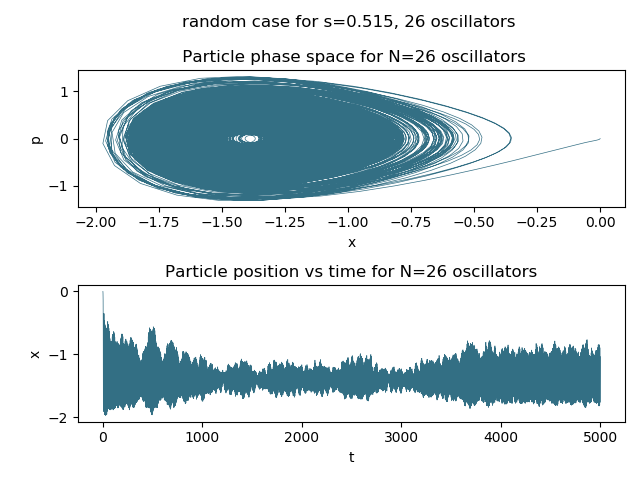 random case for s=0.515, 26 oscillators
Particle phase space for N=26 oscillators
1
0
−1
p
−2.00 −1.75 −1.50 −1.25 −1.00 −0.75 −0.50 −0.25 0.00
x
Particle position vs time for N=26 oscillators
0
−1
−2
x
0 1000 2000 3000 4000 5000
t